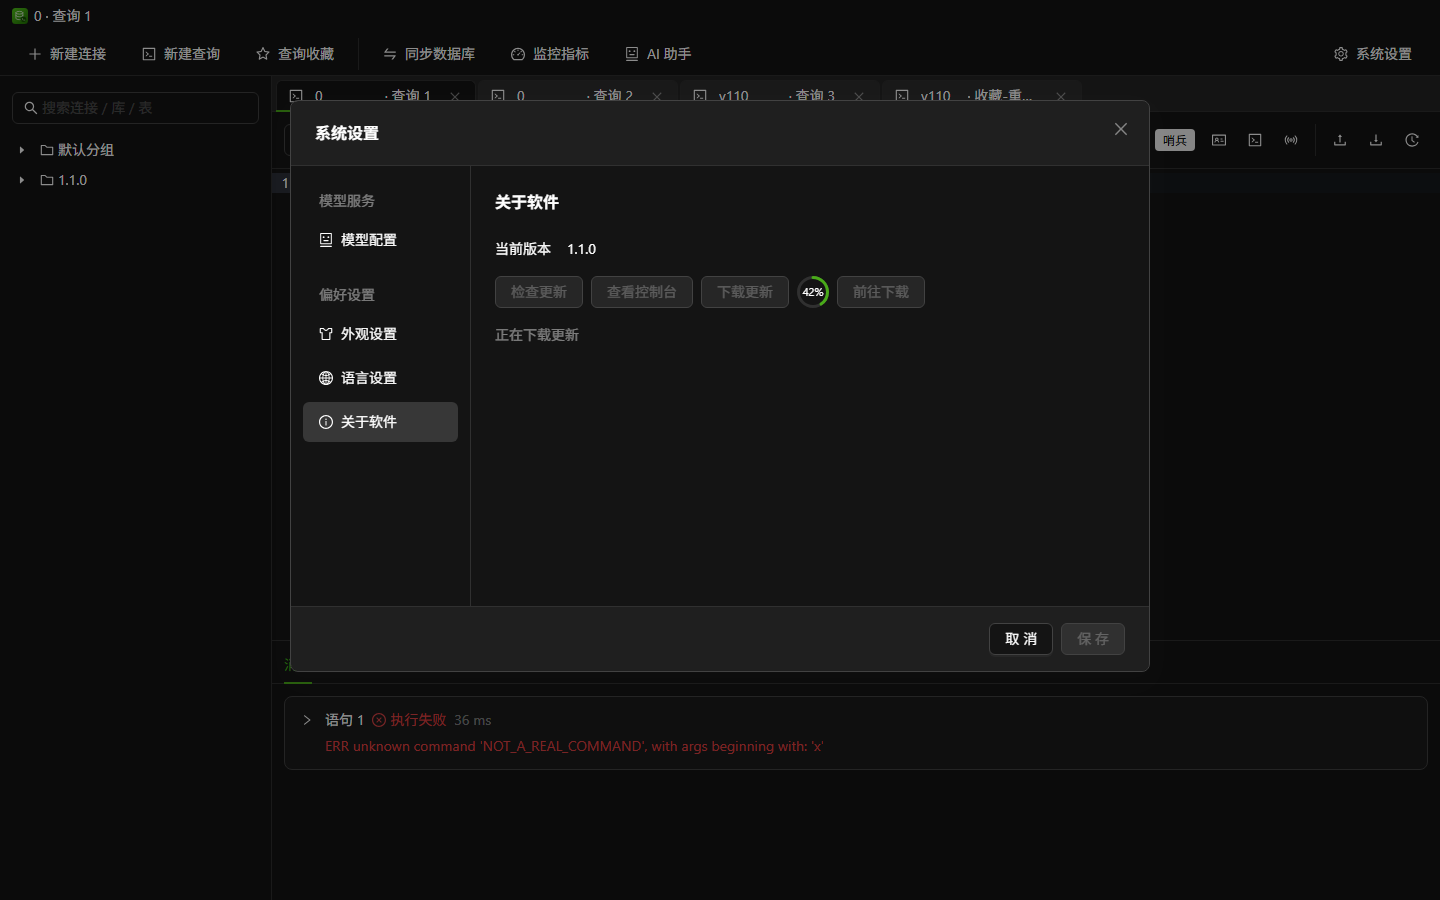 0 · 查询 1
新建连接
新建查询
查询收藏
同步数据库
监控指标
AI 助手
系统设置
搜索连接 / 库 / 表
默认分组
1.1.0
0 · 查询 1
0 · 查询 2
v110 · 查询 3
v110 · 收藏-重...
哨兵
1
系统设置
模型服务
模型配置
偏好设置
外观设置
语言设置
关于软件
关于软件
当前版本 1.1.0
检查更新
查看控制台
下载更新
42%
前往下载
正在下载更新
取 消
保 存
语句 1 执行失败 36 ms
ERR unknown command 'NOT_A_REAL_COMMAND', with args beginning with: 'x'